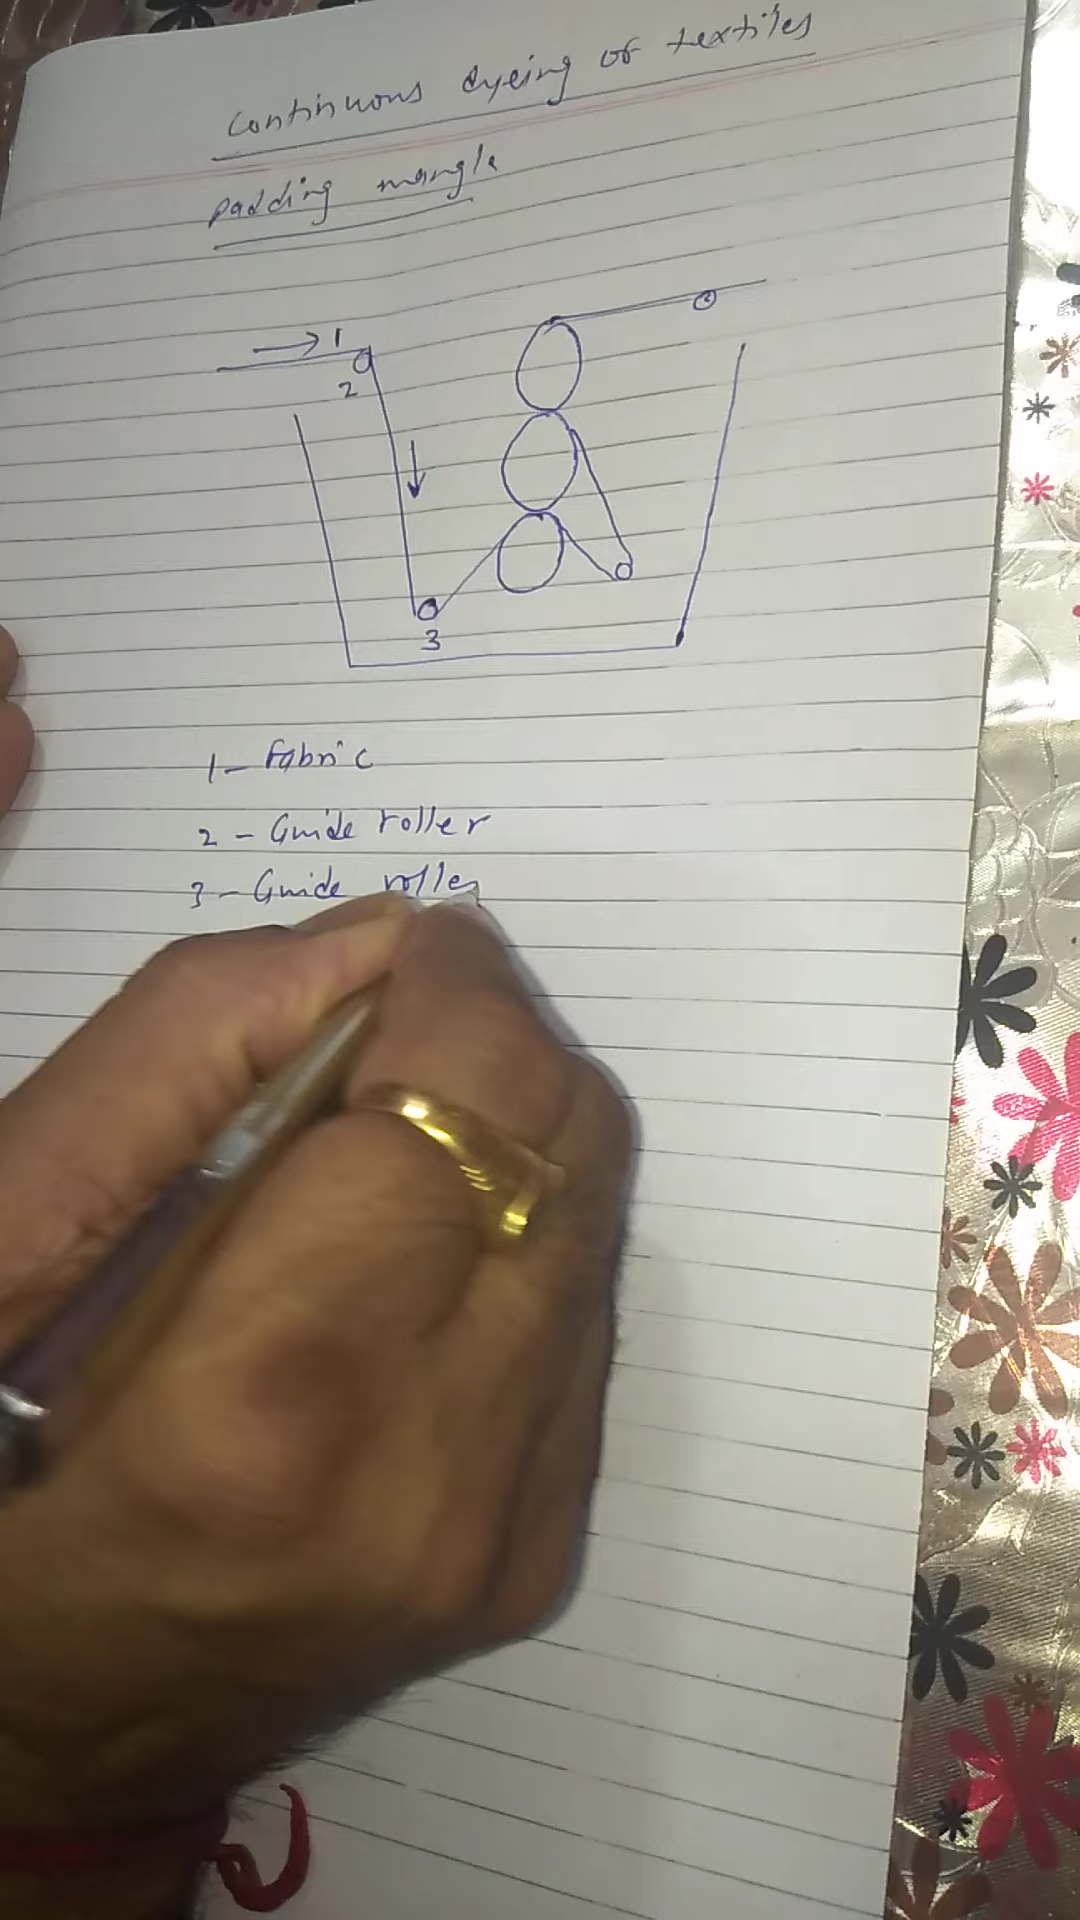 Continuous dyeing of textiles
padding mangle
1
2
3
1- Fabric
2 - Guide roller
3 - Guide roller